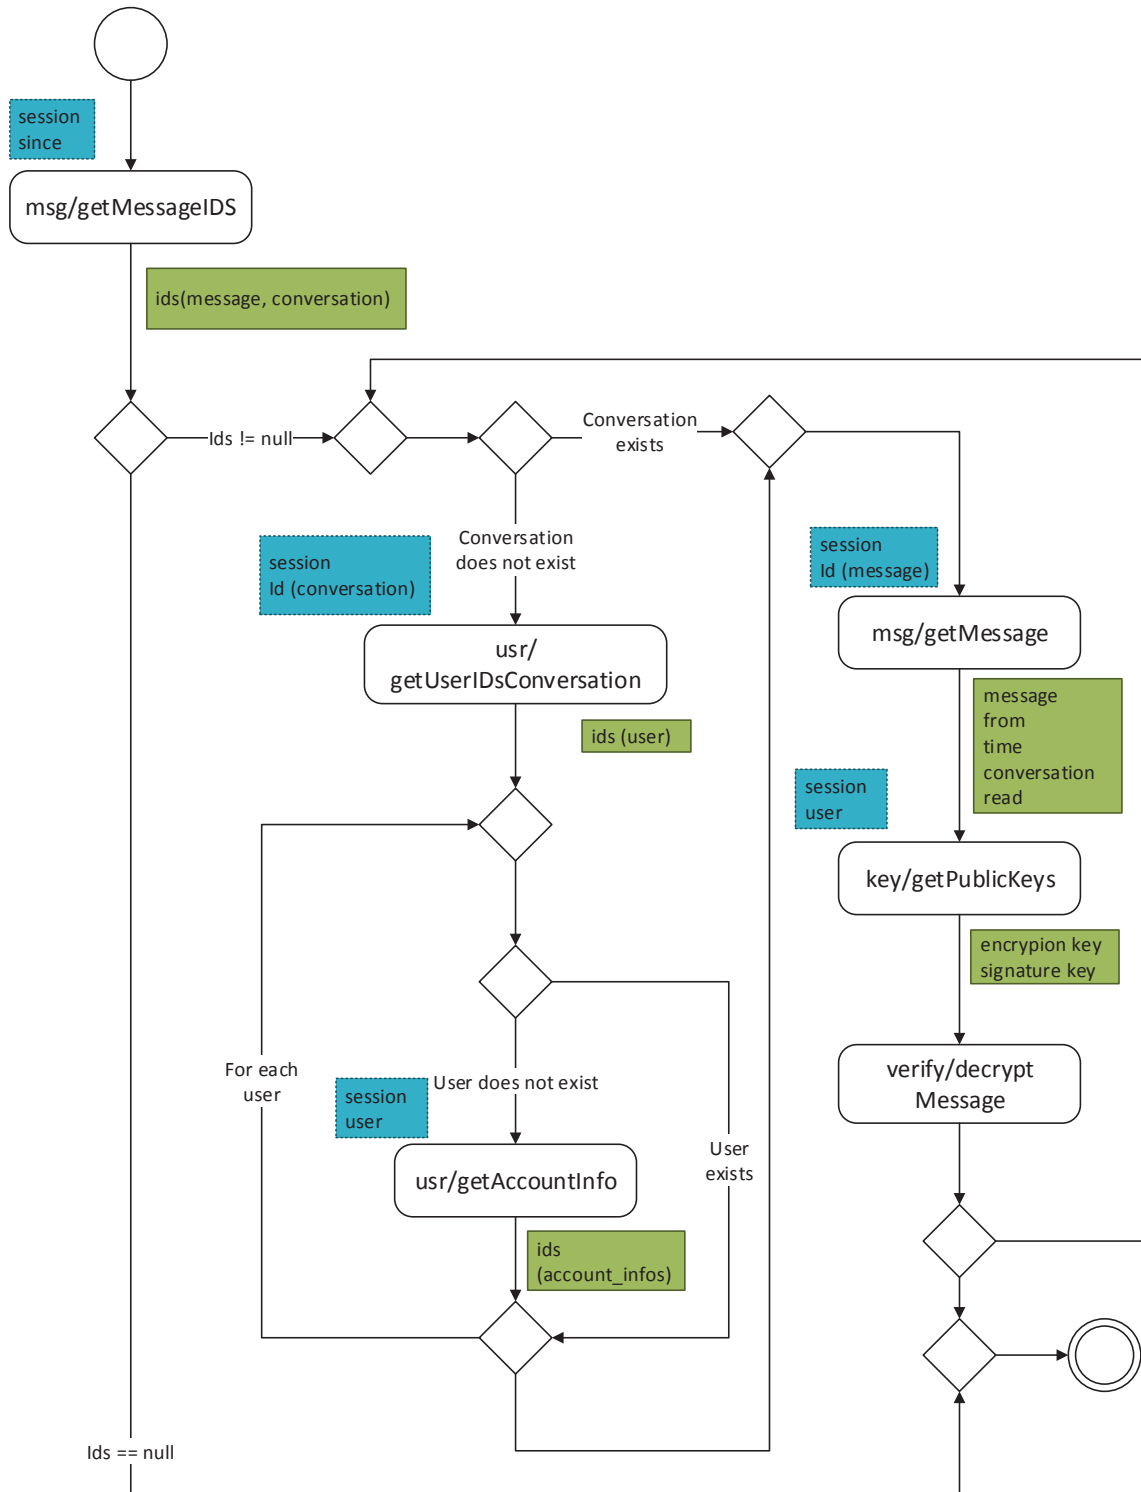 session
since
msg/getMessageIDS
ids(message, conversation)
Ids != null
Conversation
exists
Conversation
does not exist
session
Id (conversation)
session
Id (message)
usr/
getUserIDsConversation
msg/getMessage
ids (user)
message
from
time
conversation
read
session
user
key/getPublicKeys
encrypion key
signature key
For each
user
User does not exist
session
user
verify/decrypt
Message
User
exists
usr/getAccountInfo
ids
(account_infos)
Ids == null